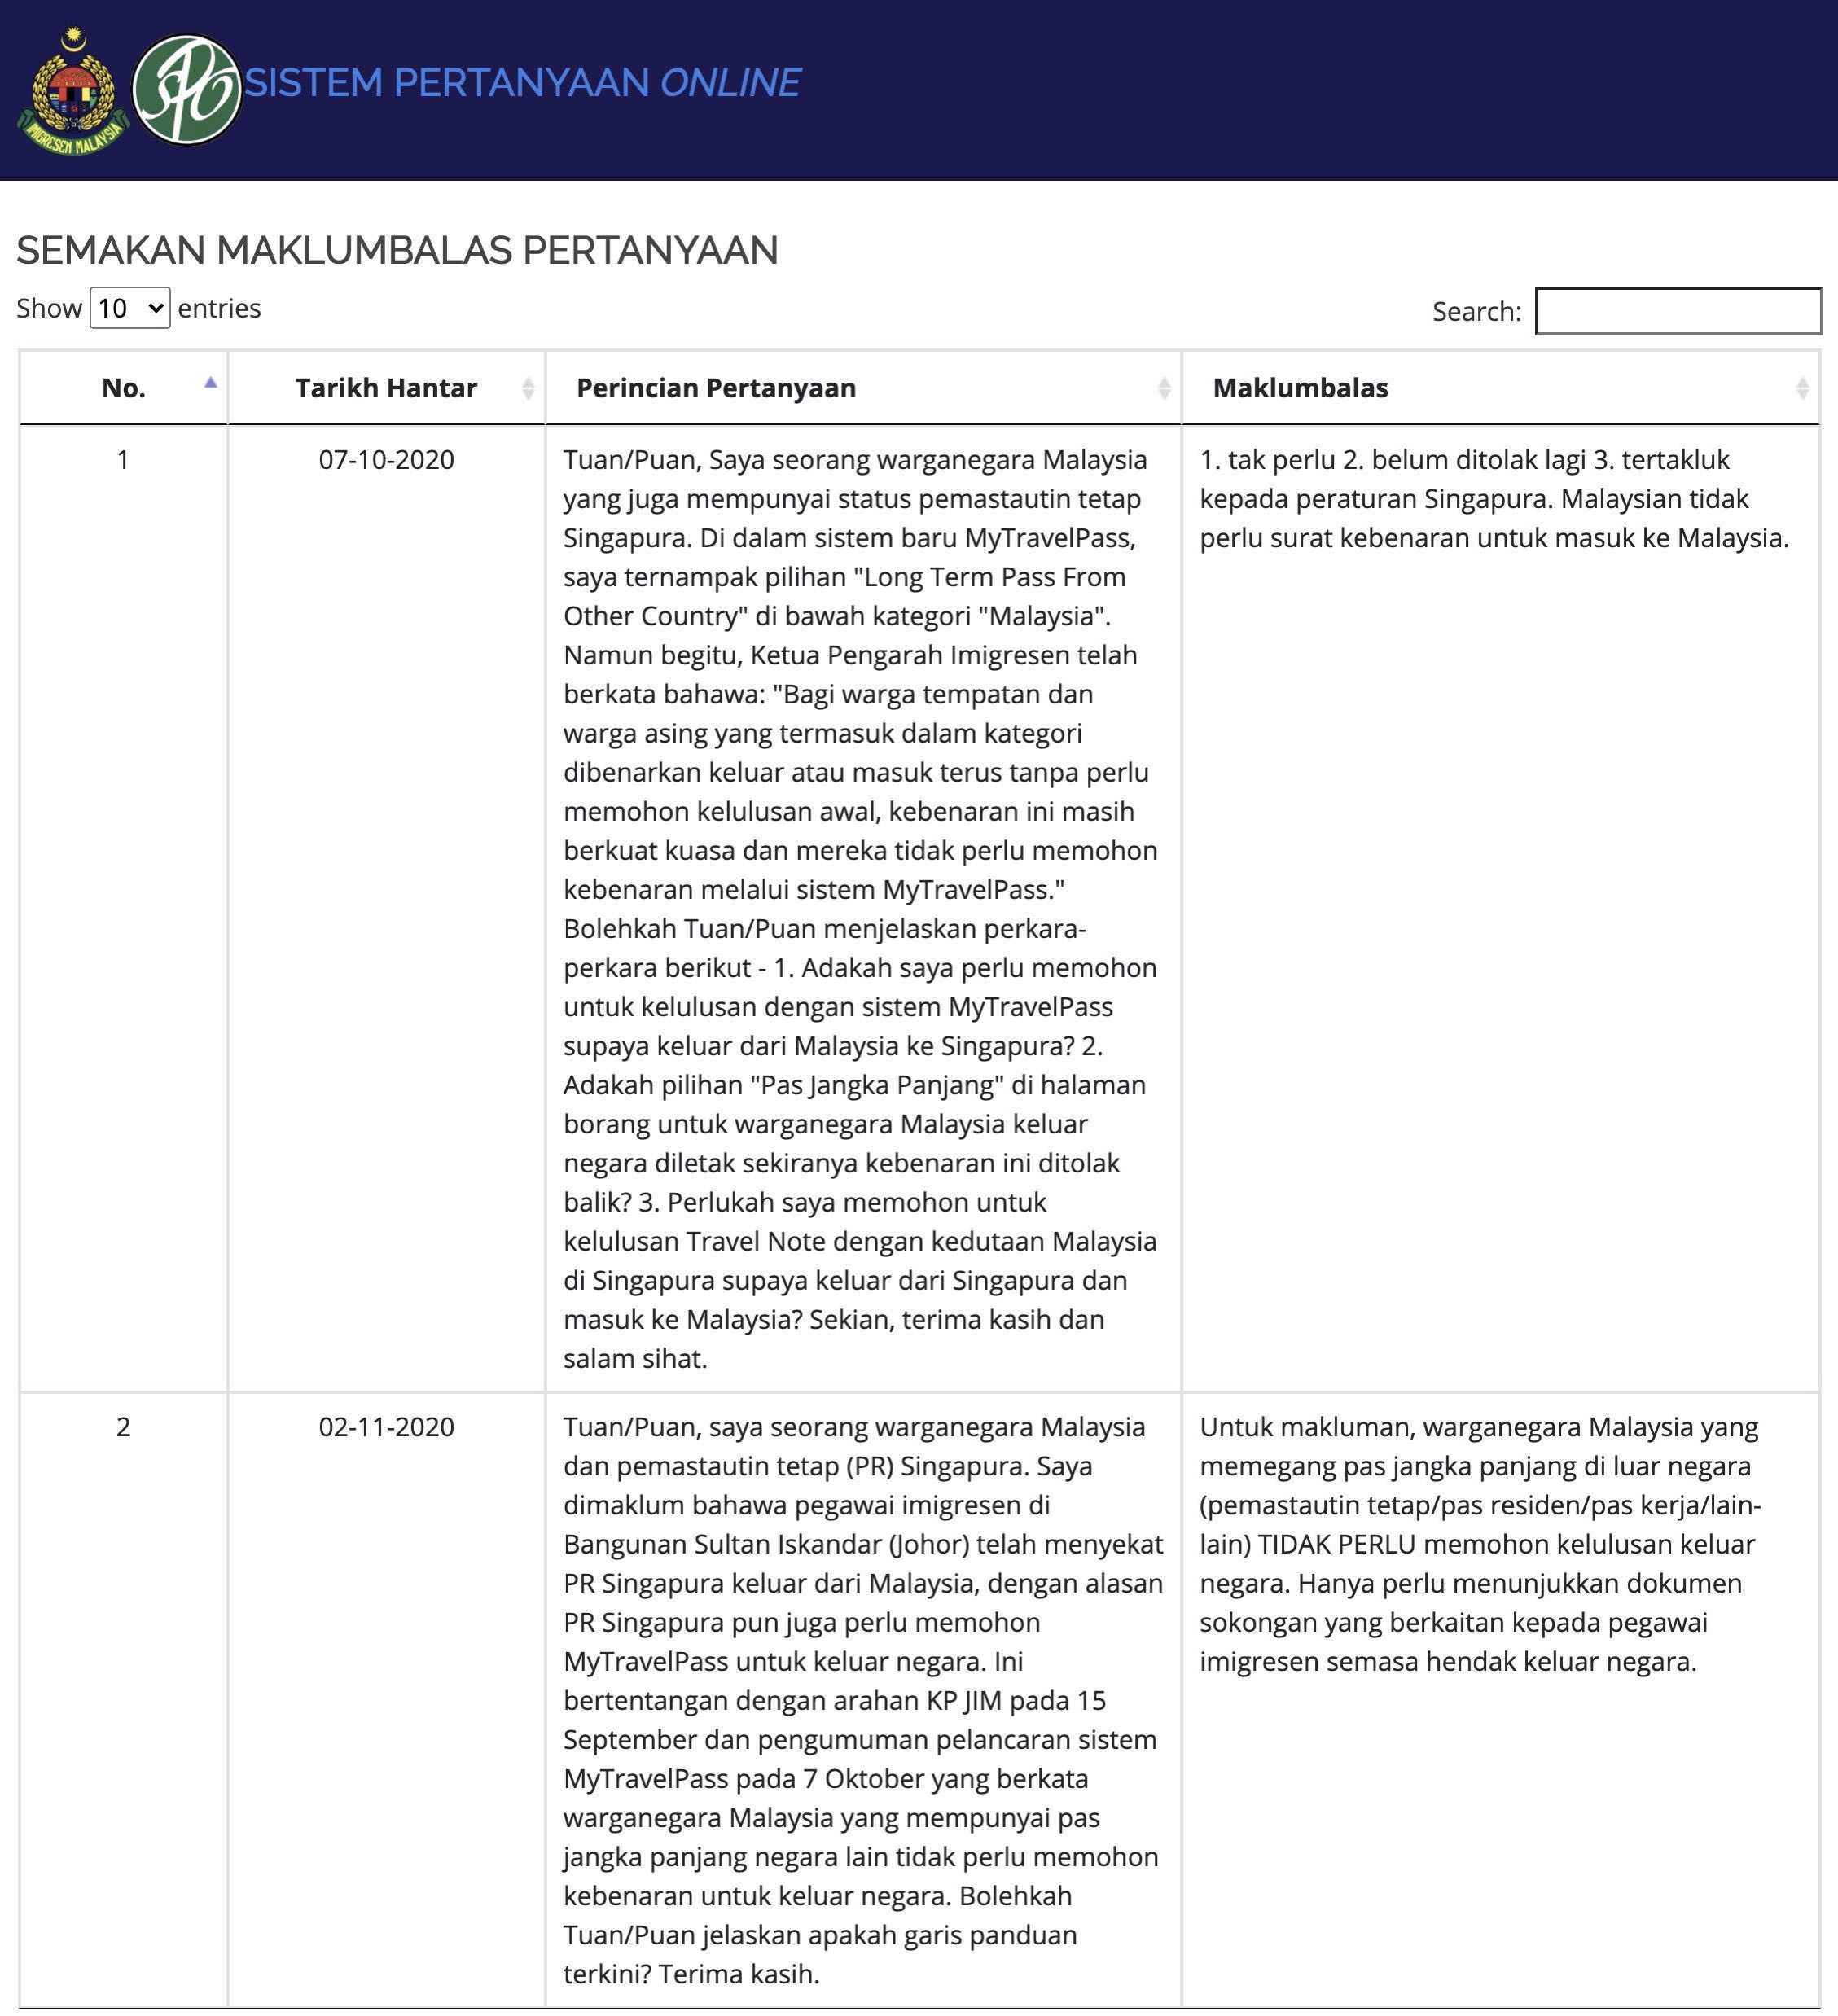 IMIGRESEN MALAYSIA
SPO
SISTEM PERTANYAAN ONLINE
SEMAKAN MAKLUMBALAS PERTANYAAN
Show 10 entries
Search:
No. Tarikh Hantar Perincian Pertanyaan Maklumbalas
1
07-10-2020
Tuan/Puan, Saya seorang warganegara Malaysia
yang juga mempunyai status pemastautin tetap
Singapura. Di dalam sistem baru MyTravelPass,
saya ternampak pilihan "Long Term Pass From
Other Country" di bawah kategori "Malaysia".
Namun begitu, Ketua Pengarah Imigresen telah
berkata bahawa: "Bagi warga tempatan dan
warga asing yang termasuk dalam kategori
dibenarkan keluar atau masuk terus tanpa perlu
memohon kelulusan awal, kebenaran ini masih
berkuat kuasa dan mereka tidak perlu memohon
kebenaran melalui sistem MyTravelPass."
Bolehkah Tuan/Puan menjelaskan perkara-
perkara berikut - 1. Adakah saya perlu memohon
untuk kelulusan dengan sistem MyTravelPass
supaya keluar dari Malaysia ke Singapura? 2.
Adakah pilihan "Pas Jangka Panjang" di halaman
borang untuk warganegara Malaysia keluar
negara diletak sekiranya kebenaran ini ditolak
balik? 3. Perlukah saya memohon untuk
kelulusan Travel Note dengan kedutaan Malaysia
di Singapura supaya keluar dari Singapura dan
masuk ke Malaysia? Sekian, terima kasih dan
salam sihat.
1. tak perlu 2. belum ditolak lagi 3. tertakluk
kepada peraturan Singapura. Malaysian tidak
perlu surat kebenaran untuk masuk ke Malaysia.
2
02-11-2020
Tuan/Puan, saya seorang warganegara Malaysia
dan pemastautin tetap (PR) Singapura. Saya
dimaklum bahawa pegawai imigresen di
Bangunan Sultan Iskandar (Johor) telah menyekat
PR Singapura keluar dari Malaysia, dengan alasan
PR Singapura pun juga perlu memohon
MyTravelPass untuk keluar negara. Ini
bertentangan dengan arahan KP JIM pada 15
September dan pengumuman pelancaran sistem
MyTravelPass pada 7 Oktober yang berkata
warganegara Malaysia yang mempunyai pas
jangka panjang negara lain tidak perlu memohon
kebenaran untuk keluar negara. Bolehkah
Tuan/Puan jelaskan apakah garis panduan
terkini? Terima kasih.
Untuk makluman, warganegara Malaysia yang
memegang pas jangka panjang di luar negara
(pemastautin tetap/pas residen/pas kerja/lain-
lain) TIDAK PERLU memohon kelulusan keluar
negara. Hanya perlu menunjukkan dokumen
sokongan yang berkaitan kepada pegawai
imigresen semasa hendak keluar negara.